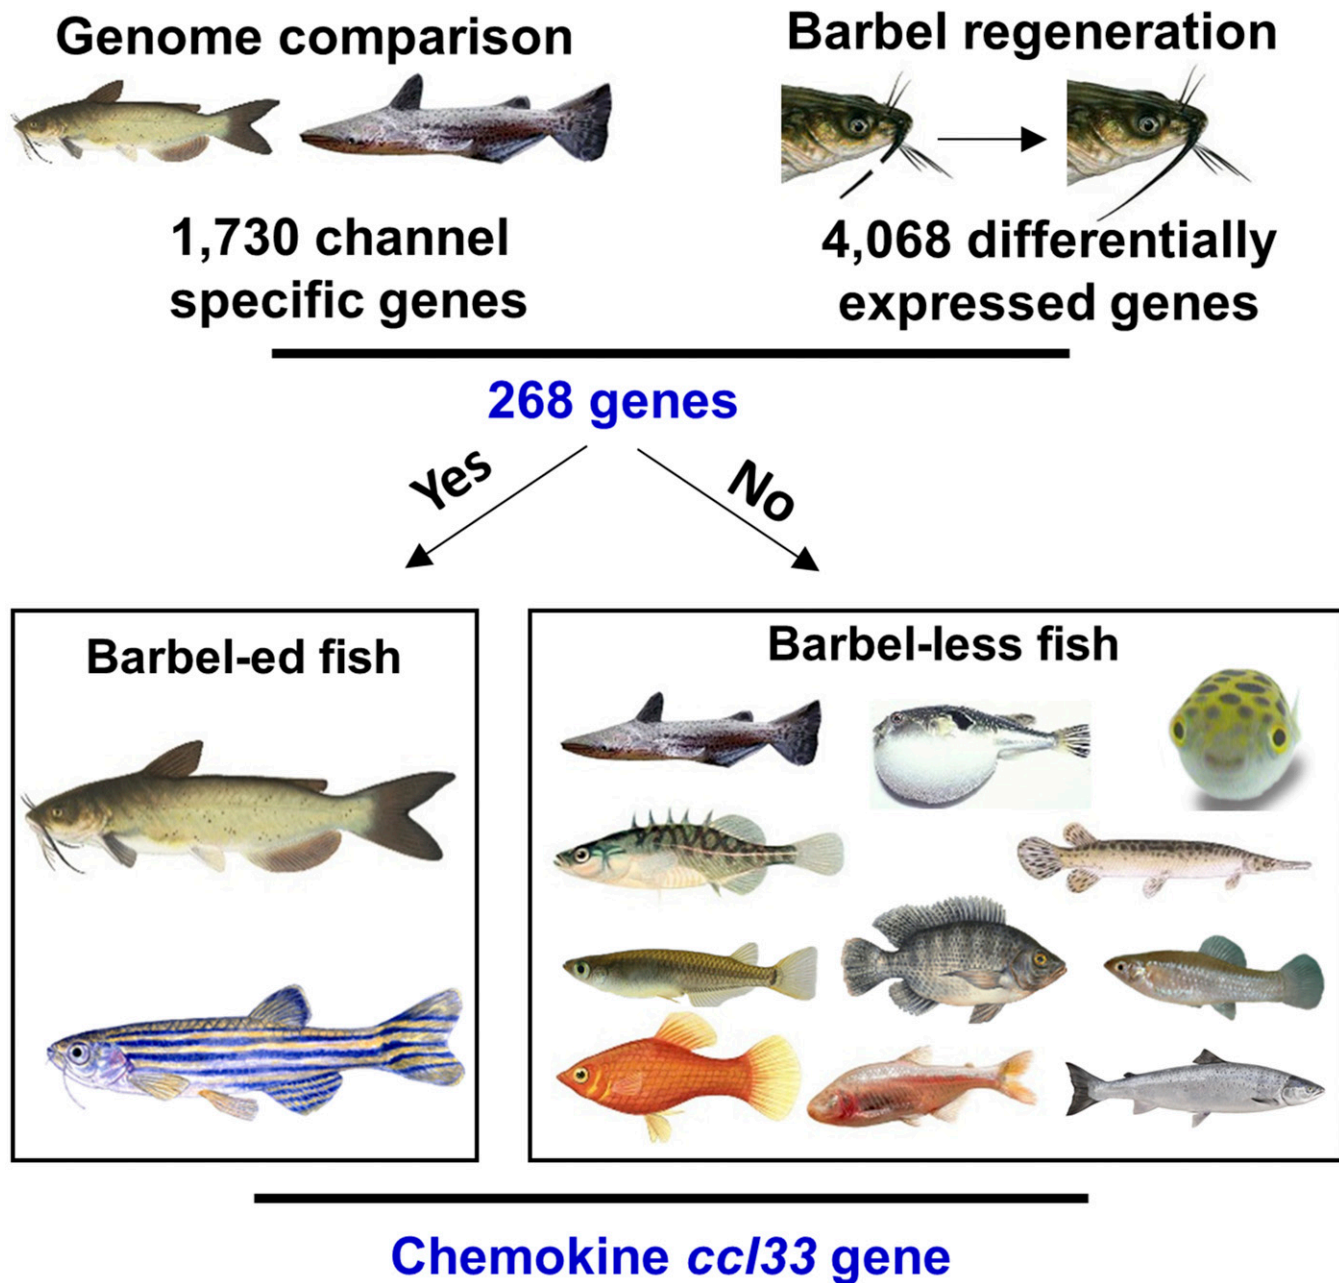 Genome comparison
Barbel regeneration
1,730 channel
specific genes
4,068 differentially
expressed genes
268 genes
Yes
No
Barbel-ed fish
Barbel-less fish
Chemokine ccl33 gene